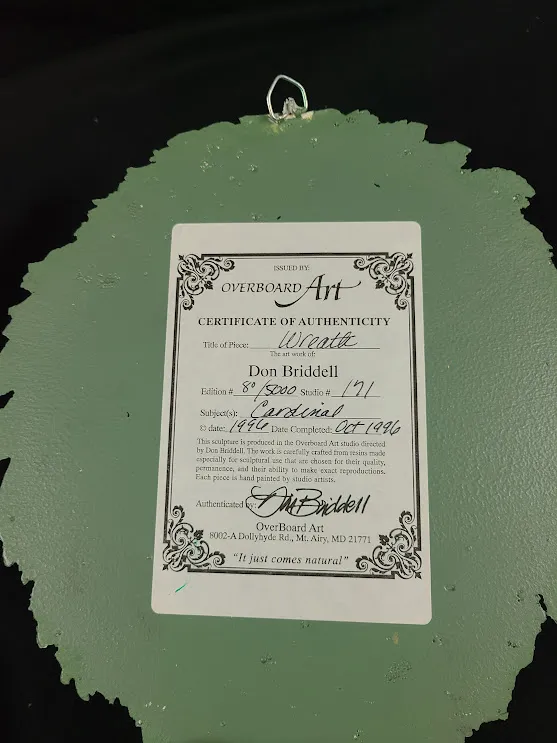 ISSUED BY:
OVERBOARD Art
CERTIFICATE OF AUTHENTICITY
Title of Piece: Wreath
The art work of:
Don Briddell
Edition # 80/5000 Studio # 171
Subject(s): Cardinal
© date: 1996 Date Completed: Oct 1996
This sculpture is produced in the Overboard Art studio directed
by Don Briddell. The work is carefully crafted from resins made
especially for sculptural use that are chosen for their quality,
permanence, and their ability to make exact reproductions.
Each piece is hand painted by studio artists.
Authenticated by: Don Briddell
OverBoard Art
8002-A Dollyhyde Rd., Mt. Airy, MD 21771
"It just comes natural"